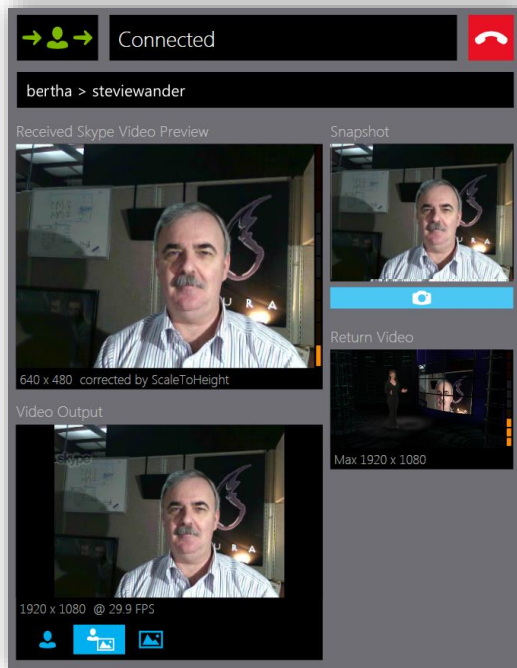 Connected
bertha > steviewander
Received Skype Video Preview
Snapshot
U R A
640 x 480 corrected by ScaleToHeight
Return Video
Max 1920 x 1080
Video Output
skype
U R A
1920 x 1080 @ 29.9 FPS